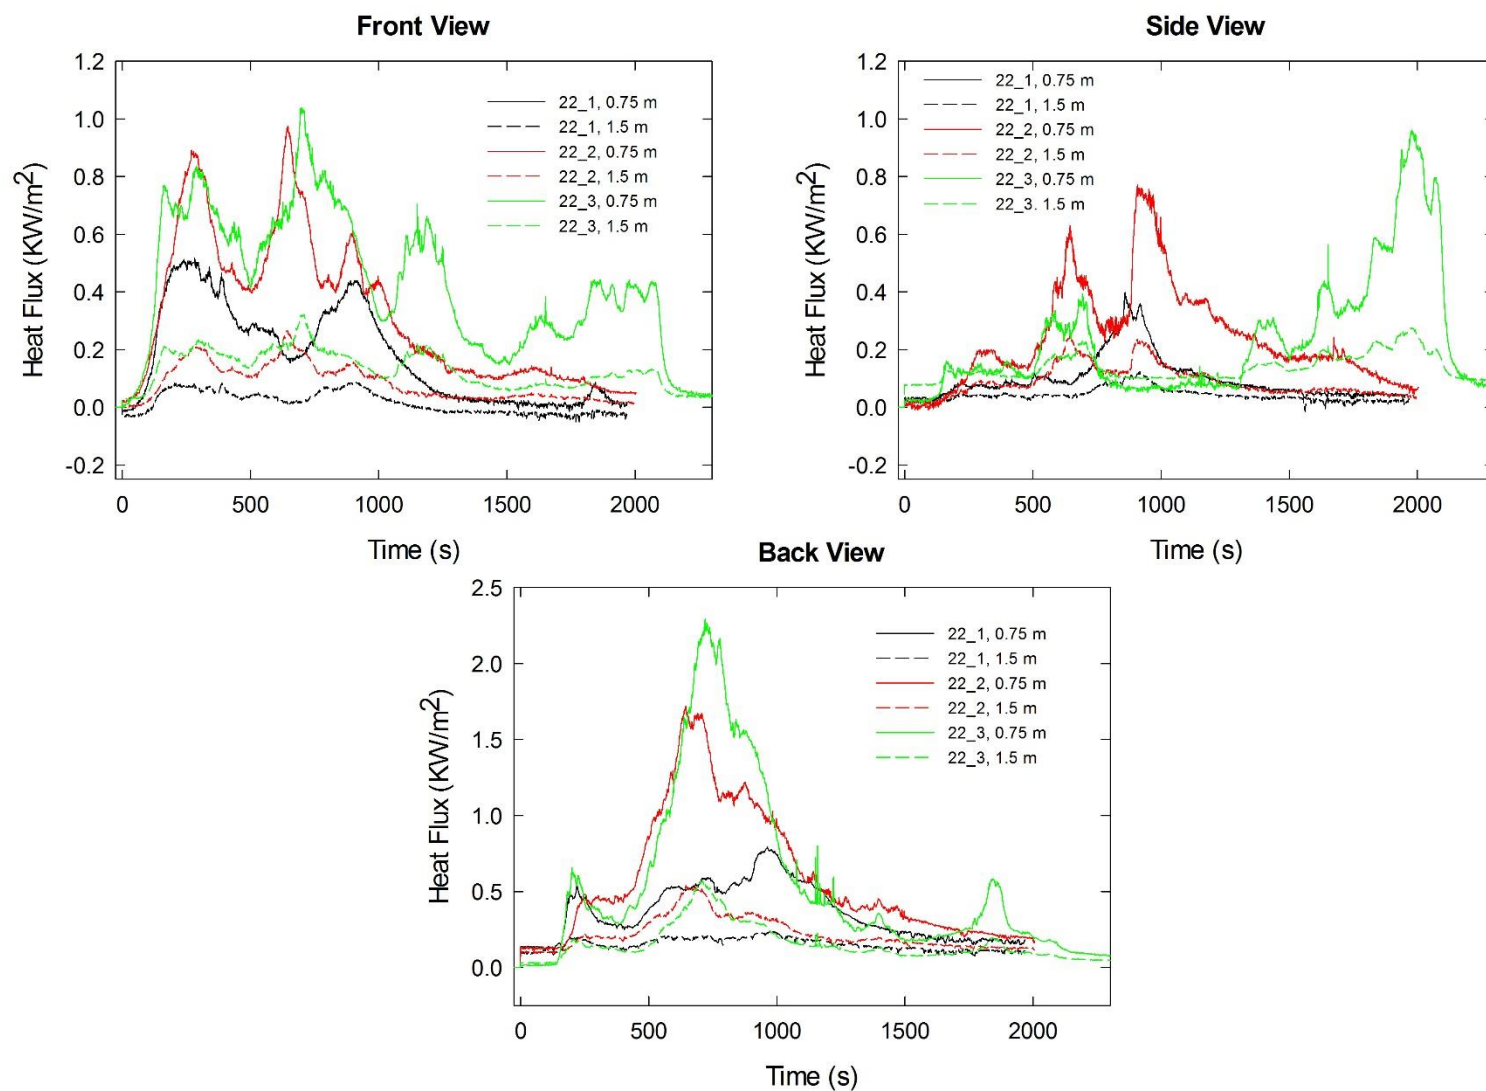 Front View
1.2
1.0
0.8
0.6
0.4
0.2
0.0
-0.2
Heat Flux (KW/m²)
22_1, 0.75 m
22_1, 1.5 m
22_2, 0.75 m
22_2, 1.5 m
22_3, 0.75 m
22_3, 1.5 m
0 500 1000 1500 2000
Time (s)
Side View
1.2
1.0
0.8
0.6
0.4
0.2
0.0
-0.2
Heat Flux (KW/m²)
22_1, 0.75 m
22_1, 1.5 m
22_2, 0.75 m
22_2, 1.5 m
22_3, 0.75 m
22_3. 1.5 m
0 500 1000 1500 2000
Time (s)
Back View
2.5
2.0
1.5
1.0
0.5
0.0
Heat Flux (KW/m²)
22_1, 0.75 m
22_1, 1.5 m
22_2, 0.75 m
22_2, 1.5 m
22_3, 0.75 m
22_3, 1.5 m
0 500 1000 1500 2000
Time (s)